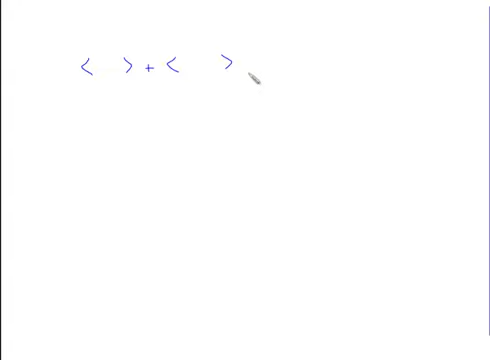 < > + < >